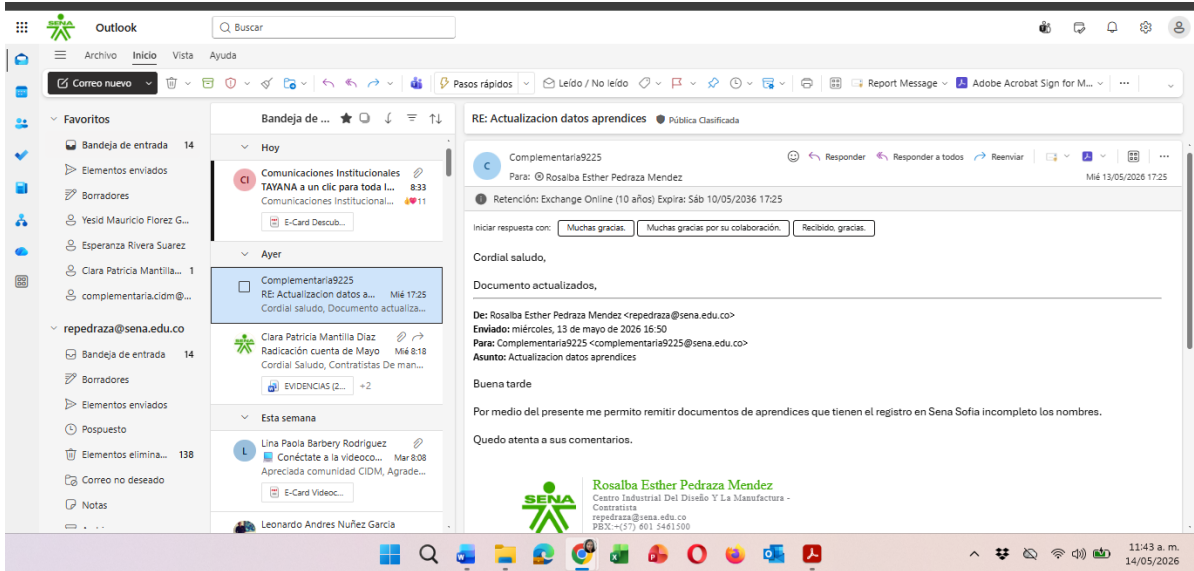 SENA
Outlook
Buscar
Archivo Inicio Vista Ayuda
Correo nuevo
Pasos rápidos
Leído / No leído
Report Message
Adobe Acrobat Sign for M...
Favoritos
Bandeja de entrada 14
Elementos enviados
Borradores
Yesid Mauricio Florez G...
Esperanza Rivera Suarez
Clara Patricia Mantilla... 1
complementaria.cidm@...
repedraza@sena.edu.co
Bandeja de entrada 14
Borradores
Elementos enviados
Pospuesto
Elementos elimina... 138
Correo no deseado
Notas
Bandeja de ...
Hoy
CI
Comunicaciones Institucionales
TAYANA a un clic para toda l... 8:33
Comunicaciones Institucional... 11
E-Card Descub...
Ayer
Complementaria9225
RE: Actualizacion datos a... Mié 17:25
Cordial saludo, Documento actualiza...
Clara Patricia Mantilla Diaz
Radicación cuenta de Mayo Mié 8:18
Cordial Saludo, Contratistas De man...
EVIDENCIAS (2... +2
Esta semana
L
Lina Paola Barbery Rodriguez
Conéctate a la videoco... Mar 8:08
Apreciada comunidad CIDM, Agrade...
E-Card Videoc...
Leonardo Andres Nuñez Garcia
RE: Actualizacion datos aprendices Pública Clasificada
C
Complementaria9225
Responder Responder a todos Reenviar
Para: Rosalba Esther Pedraza Mendez
Mié 13/05/2026 17:25
Retención: Exchange Online (10 años) Expira: Sáb 10/05/2036 17:25
Iniciar respuesta con: Muchas gracias. Muchas gracias por su colaboración. Recibido, gracias.
Cordial saludo,
Documento actualizados,
De: Rosalba Esther Pedraza Mendez <repedraza@sena.edu.co>
Enviado: miércoles, 13 de mayo de 2026 16:50
Para: Complementaria9225 <complementaria9225@sena.edu.co>
Asunto: Actualizacion datos aprendices
Buena tarde
Por medio del presente me permito remitir documentos de aprendices que tienen el registro en Sena Sofia incompleto los nombres.
Quedo atenta a sus comentarios.
SENA
Rosalba Esther Pedraza Mendez
Centro Industrial Del Diseño Y La Manufactura -
Contratista
repedraza@sena.edu.co
PBX:+(57) 601 5461500
11:43 a. m.
14/05/2026